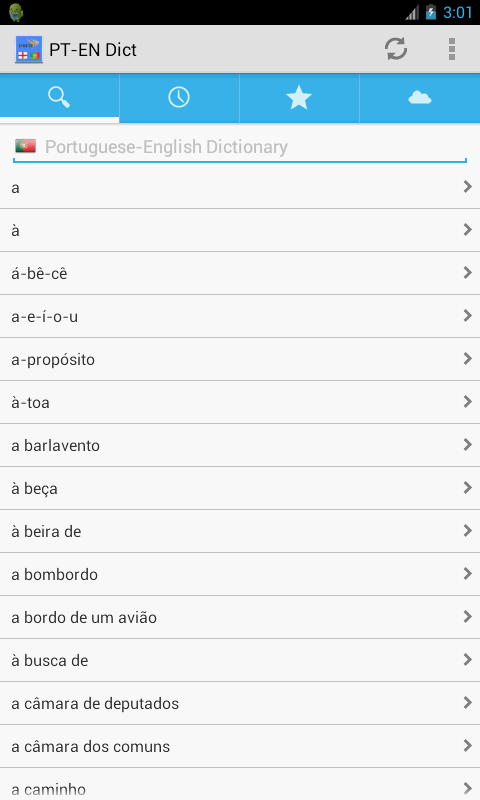 3:01
PT-EN Dict
Portuguese-English Dictionary
a
à
á-bê-cê
a-e-í-o-u
a-propósito
à-toa
a barlavento
à beça
à beira de
a bombordo
a bordo de um avião
à busca de
a câmara de deputados
a câmara dos comuns
a caminho